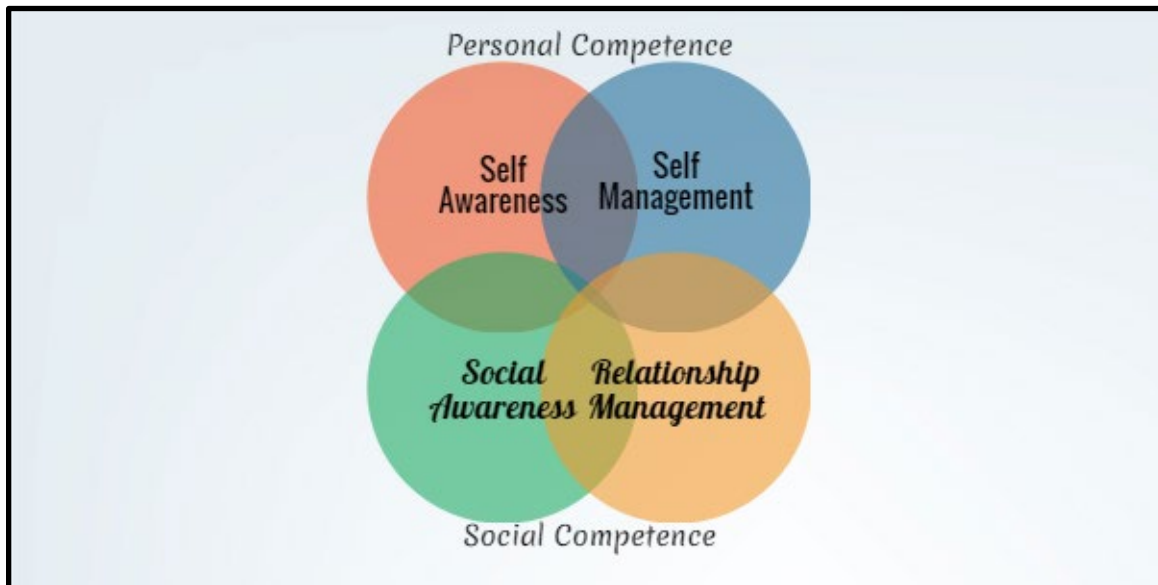 Personal Competence
Self
Awareness
Self
Management
Social
Awareness
Relationship
Management
Social Competence